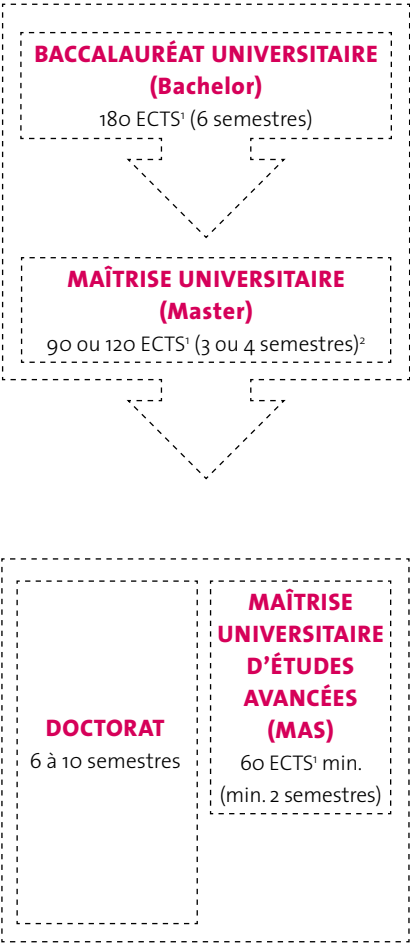 BACCALAURÉAT UNIVERSITAIRE
(Bachelor)
180 ECTS¹ (6 semestres)
MAÎTRISE UNIVERSITAIRE
(Master)
90 ou 120 ECTS¹ (3 ou 4 semestres)²
DOCTORAT
6 à 10 semestres
MAÎTRISE
UNIVERSITAIRE
D’ÉTUDES
AVANCÉES
(MAS)
60 ECTS¹ min.
(min. 2 semestres)